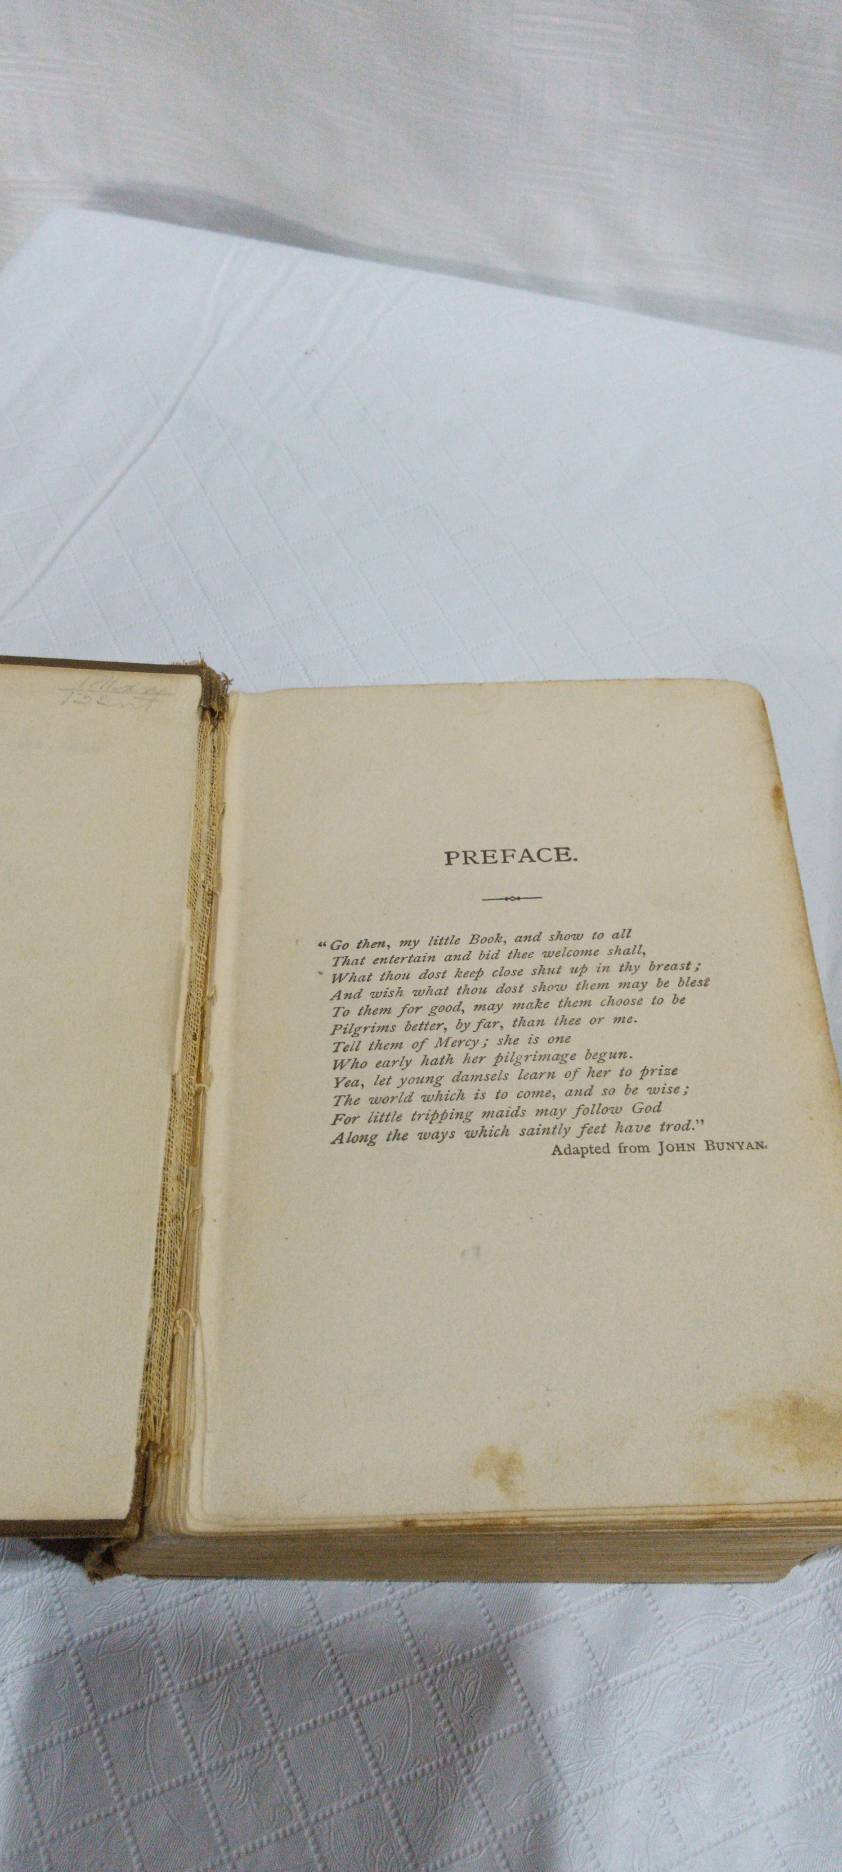 PREFACE.
“Go then, my little Book, and show to all
That entertain and bid thee welcome shall,
What thou dost keep close shut up in thy breast;
And wish what thou dost show them may be blest
To them for good, may make them choose to be
Pilgrims better, by far, than thee or me.
Tell them of Mercy; she is one
Who early hath her pilgrimage begun.
Yea, let young damsels learn of her to prize
The world which is to come, and so be wise;
For little tripping maids may follow God
Along the ways which saintly feet have trod.”
Adapted from JOHN BUNYAN.